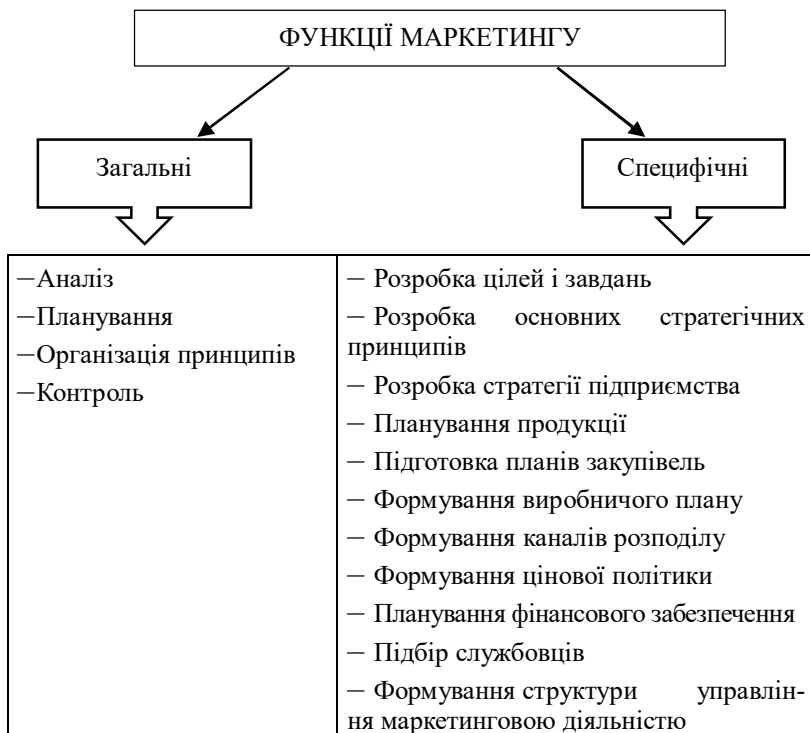 ФУНКЦІЇ МАРКЕТИНГУ
Загальні
Специфічні
—Аналіз
—Планування
—Організація принципів
—Контроль
— Розробка цілей і завдань
— Розробка основних стратегічних
принципів
— Розробка стратегії підприємства
— Планування продукції
— Підготовка планів закупівель
— Формування виробничого плану
— Формування каналів розподілу
— Формування цінової політики
— Планування фінансового забезпечення
— Підбір службовців
— Формування структури управлін-
ня маркетинговою діяльністю